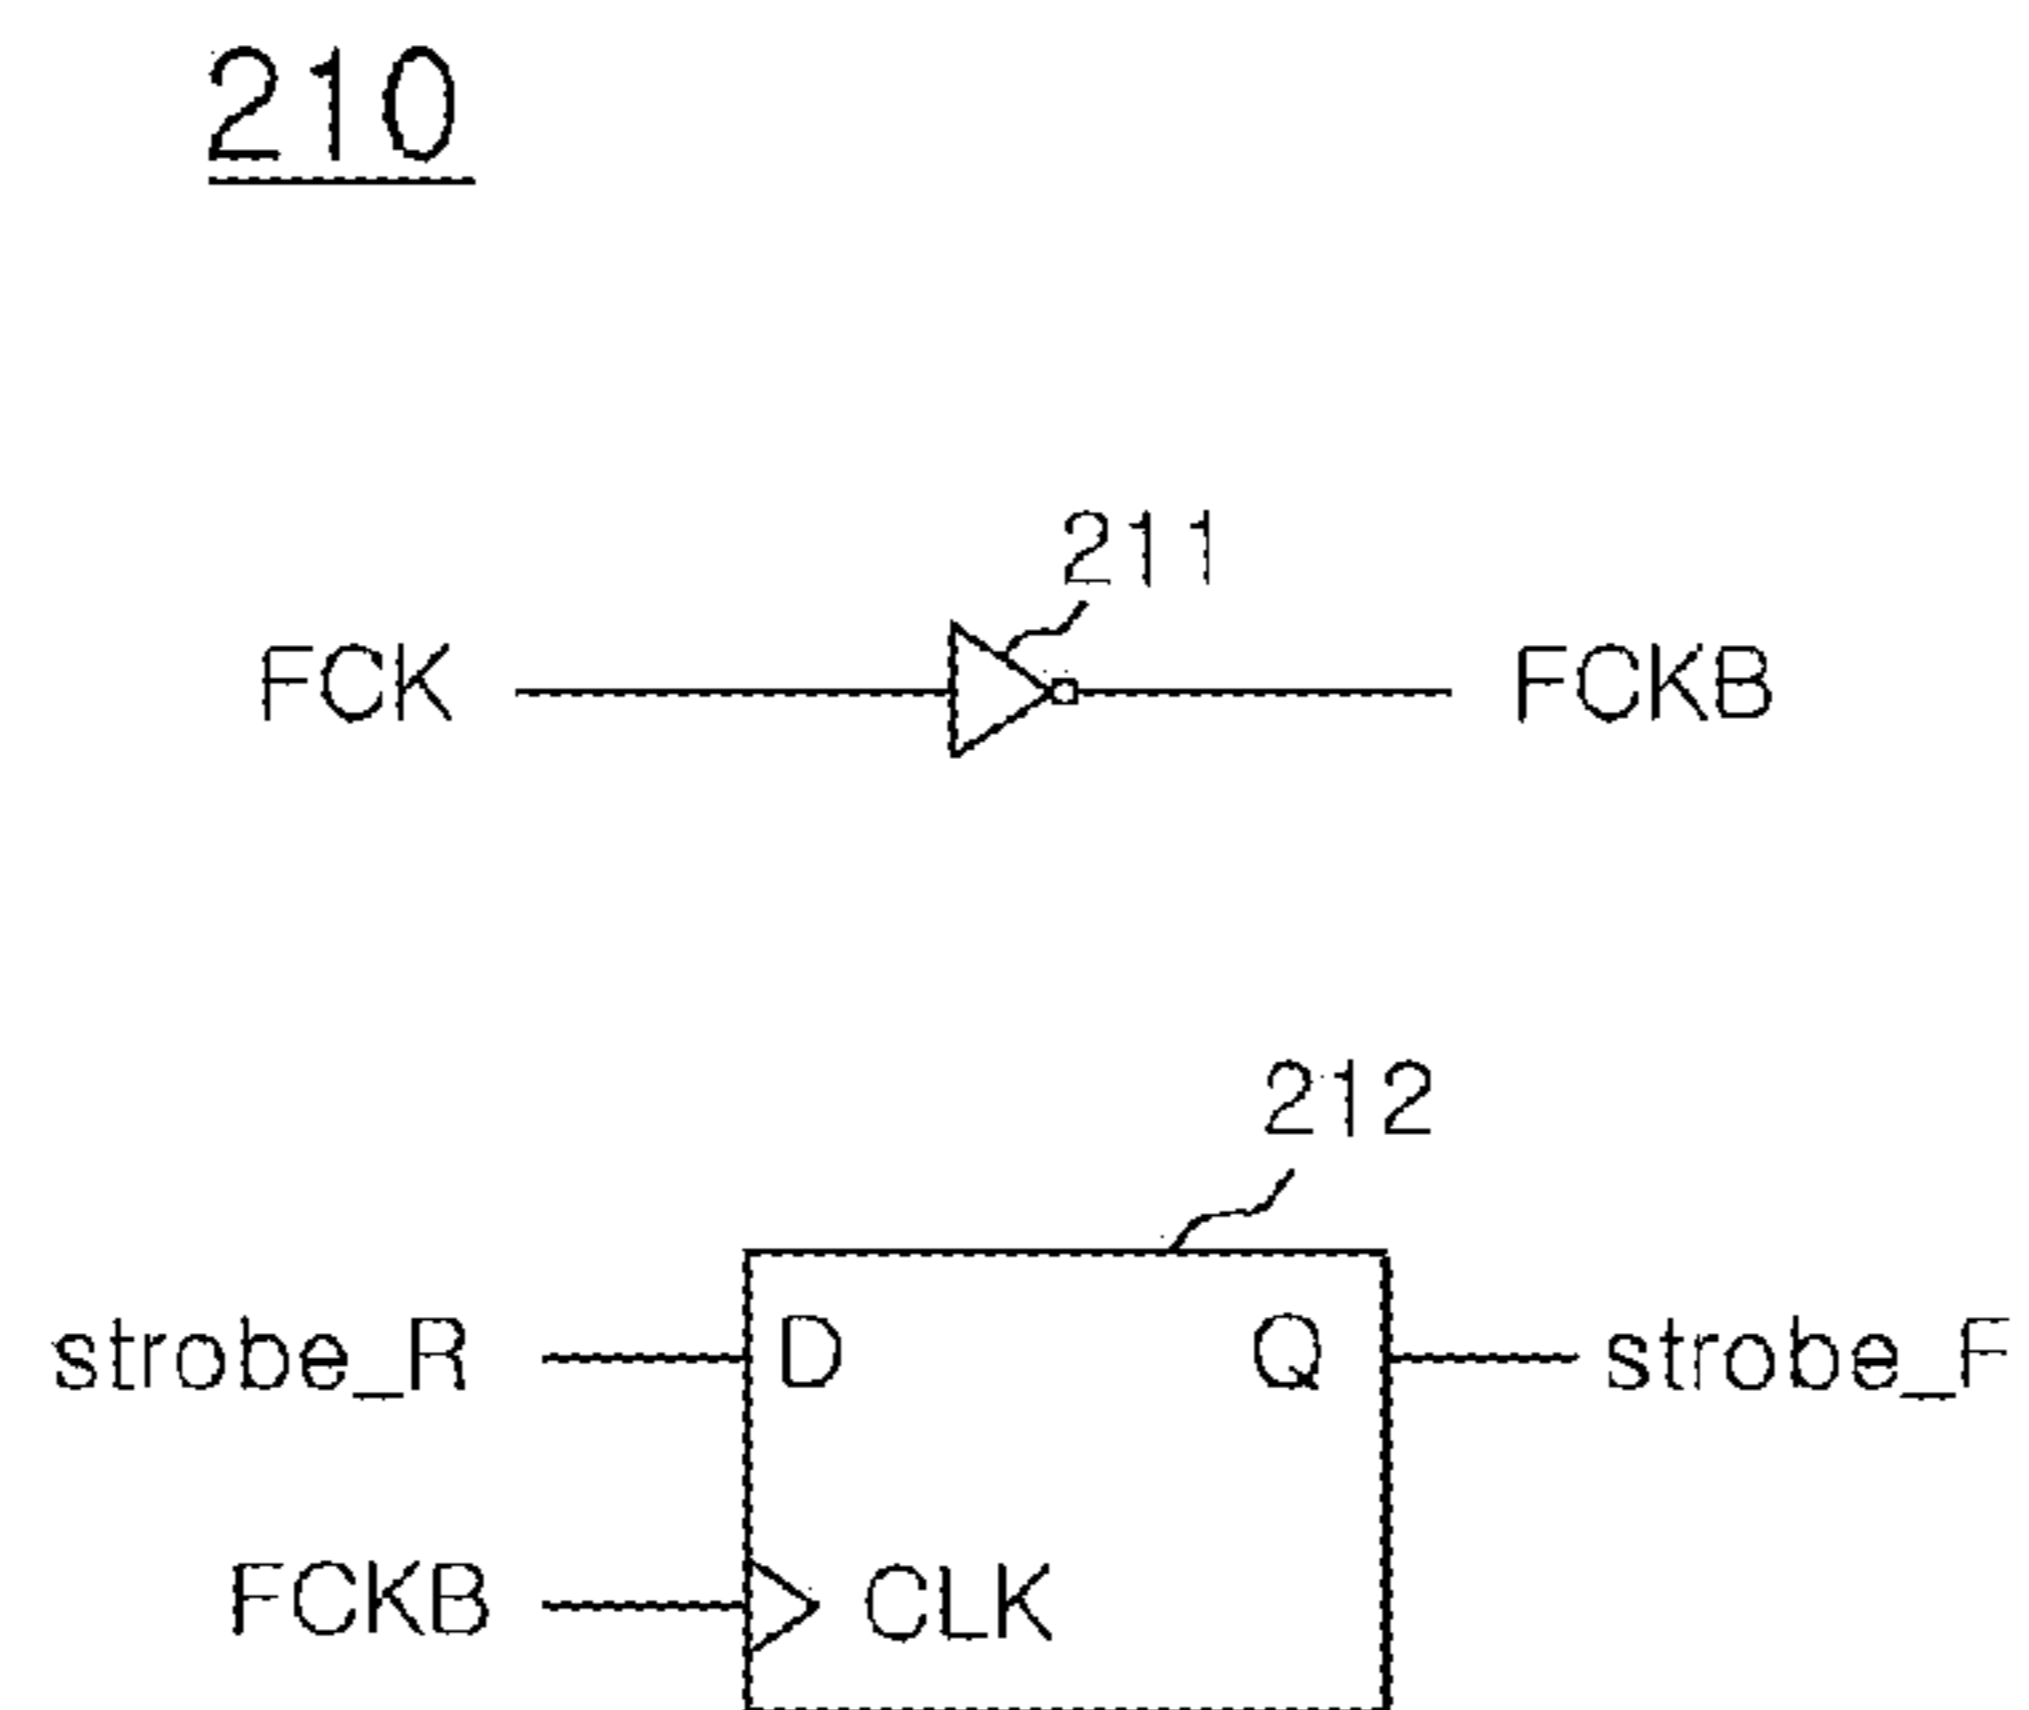 210
211
FCK FCKB
212
strobe_R D Q strobe_F
FCKB CLK